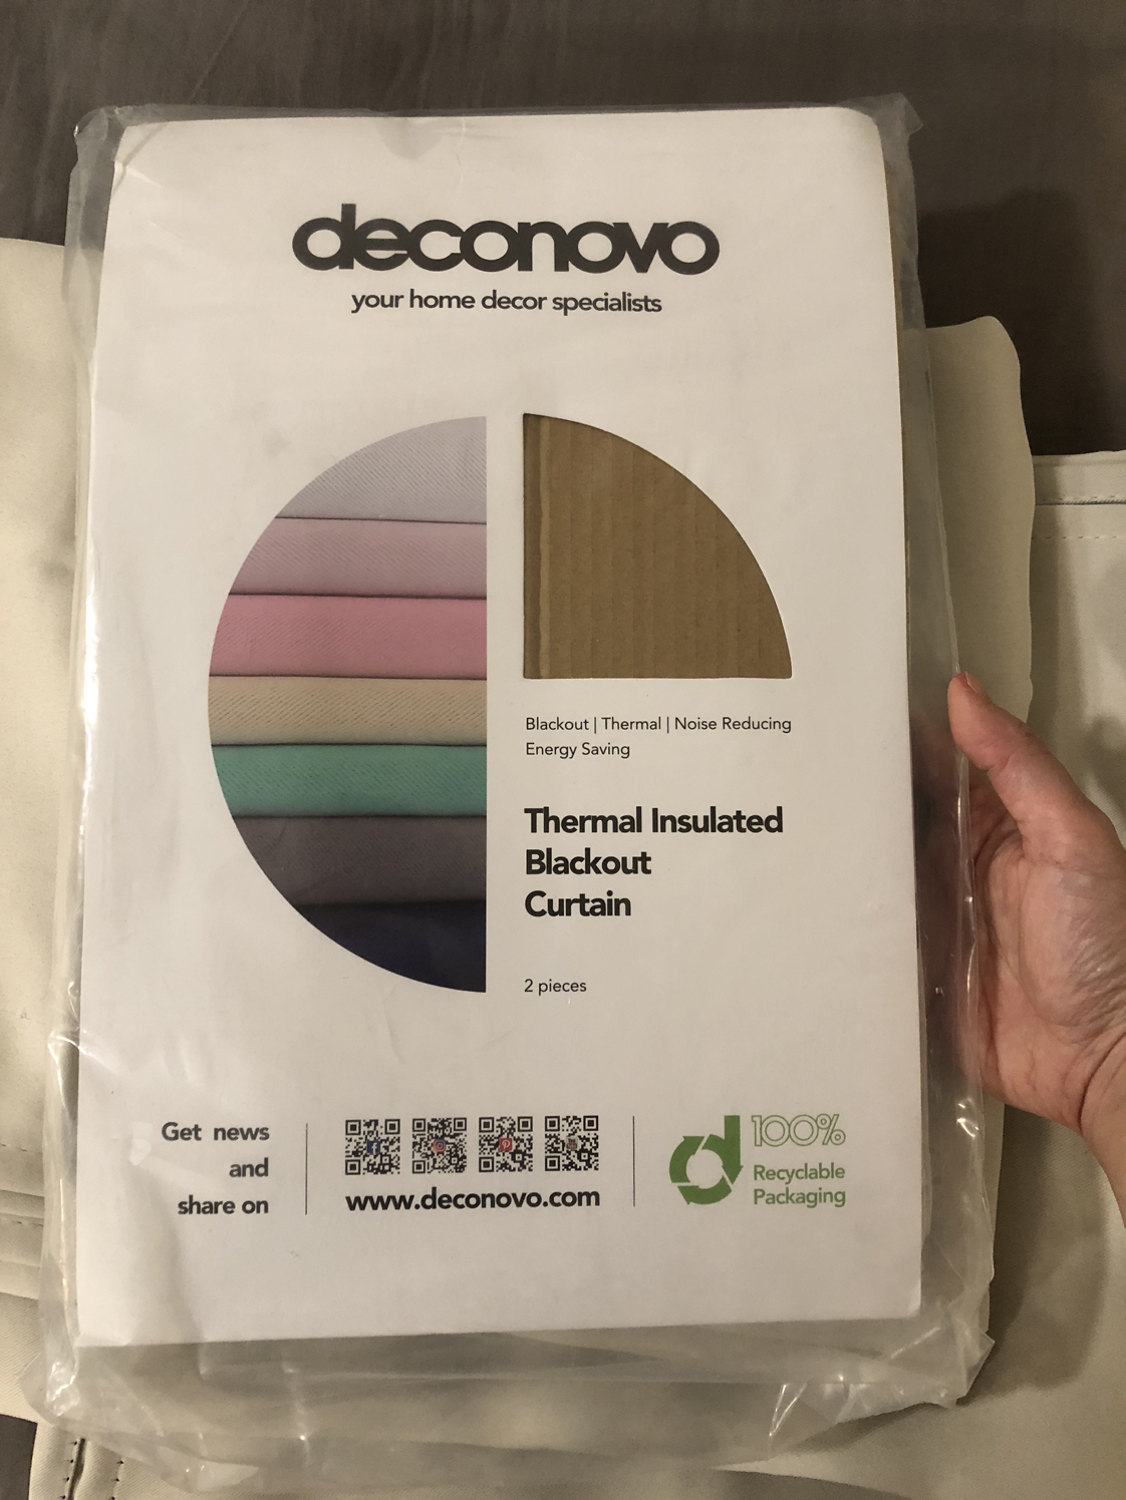 deconovo
your home decor specialists
Blackout | Thermal | Noise Reducing
Energy Saving
Thermal Insulated
Blackout
Curtain
2 pieces
Get news
and
share on
www.deconovo.com
100%
Recyclable
Packaging